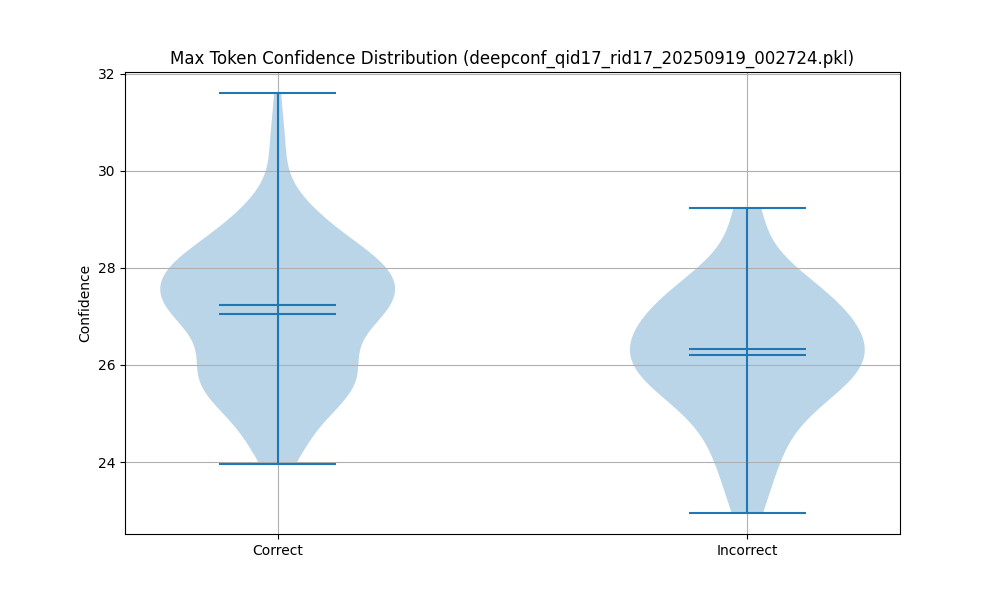 Max Token Confidence Distribution (deepconf_qid17_rid17_20250919_002724.pkl)
32
30
28
26
24
Confidence
Correct
Incorrect